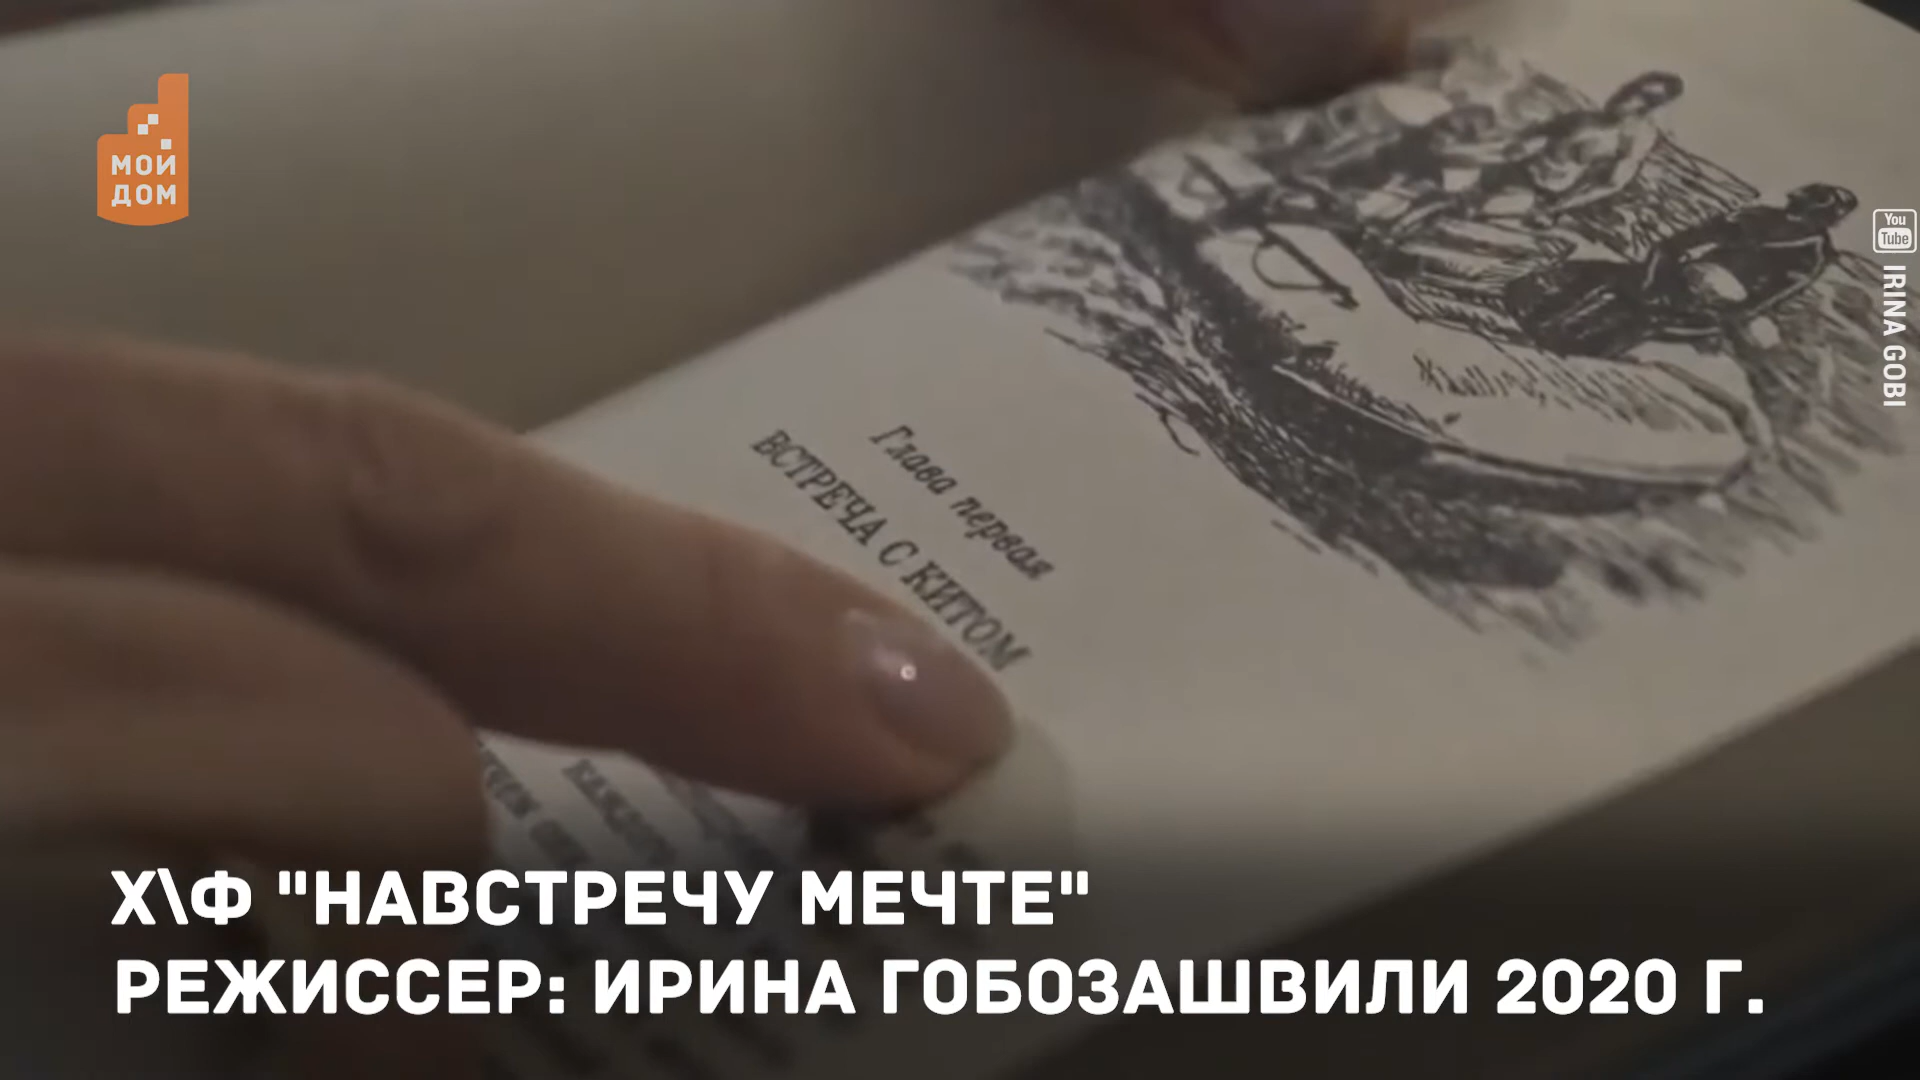 МОЙ
ДОМ
You
Tube
IRINA GOBI
Глава первая
ВСТРЕЧА С КИТОМ
Х\Ф "НАВСТРЕЧУ МЕЧТЕ"
РЕЖИССЕР: ИРИНА ГОБОЗАШВИЛИ 2020 Г.